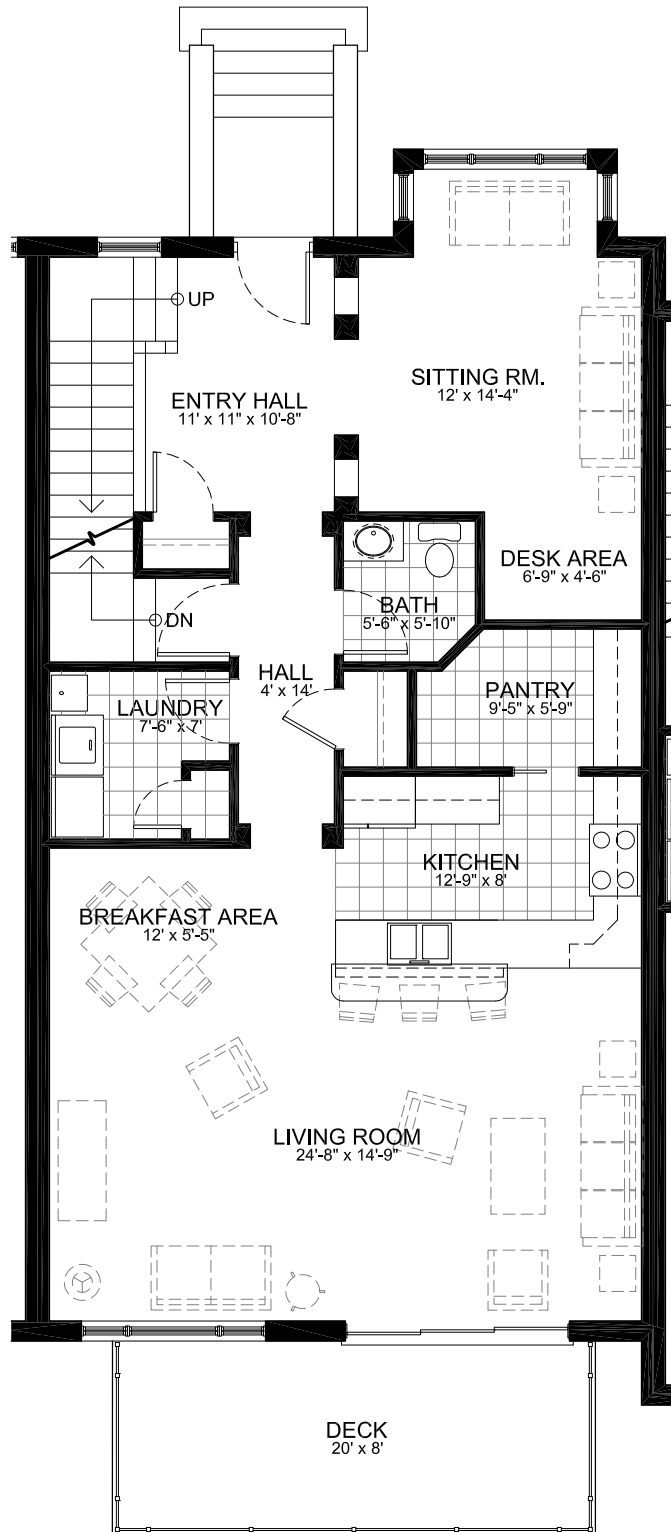 UP
SITTING RM.
12' x 14'-4"
ENTRY HALL
11' x 11" x 10'-8"
DESK AREA
6'-9" x 4'-6"
BATH
5'-6" x 5'-10"
DN
HALL
4' x 14'
PANTRY
9'-5" x 5'-9"
LAUNDRY
7'-6" x 7'
KITCHEN
12'-9" x 8'
BREAKFAST AREA
12' x 5'-5"
LIVING ROOM
24'-8" x 14'-9"
DECK
20' x 8'